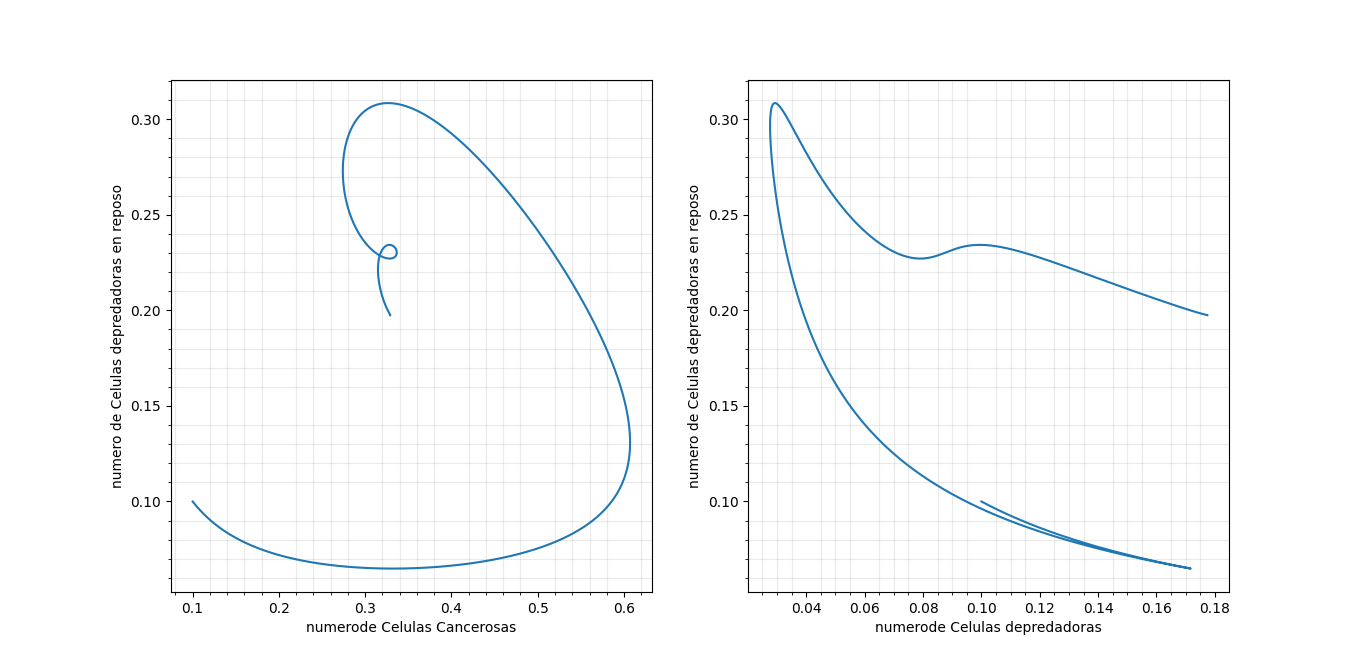 numero de Celulas depredadoras en reposo
0.30
0.25
0.20
0.15
0.10
0.1 0.2 0.3 0.4 0.5 0.6
numerode Celulas Cancerosas
numero de Celulas depredadoras en reposo
0.30
0.25
0.20
0.15
0.10
0.04 0.06 0.08 0.10 0.12 0.14 0.16 0.18
numerode Celulas depredadoras